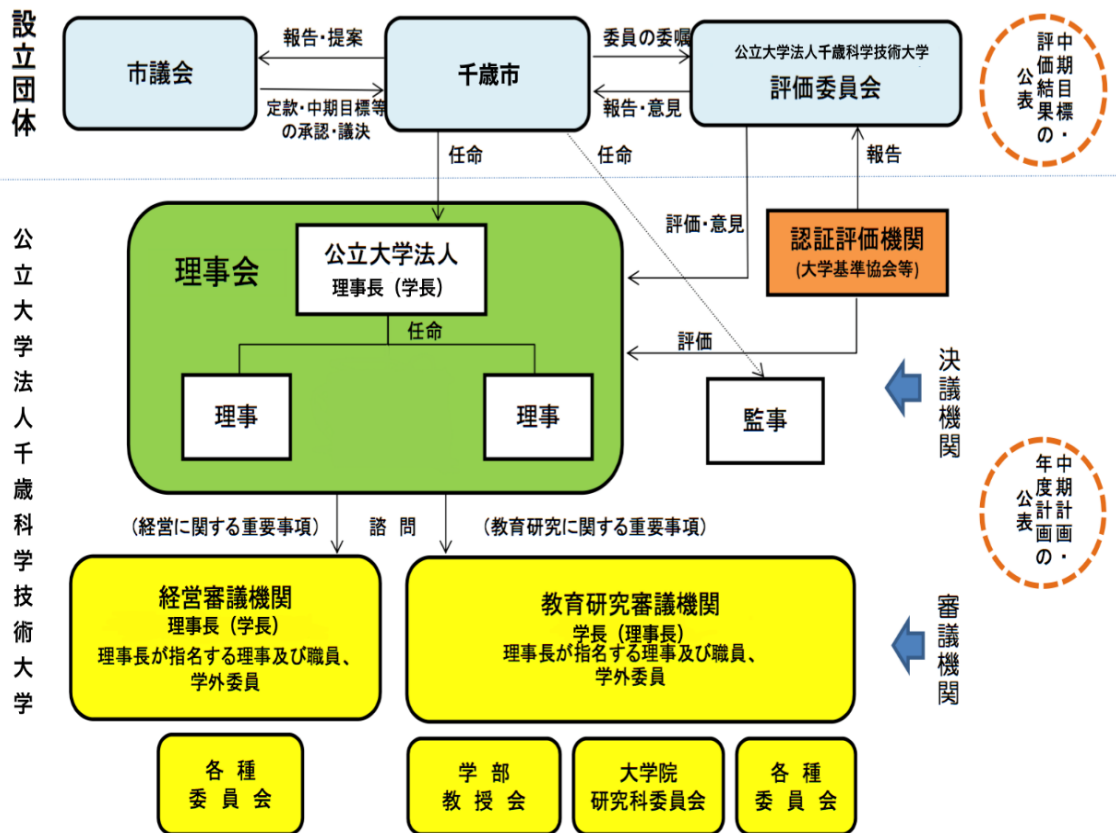 設立団体
市議会
報告・提案
定款・中期目標等
の承認・議決
千歳市
委員の委嘱
報告・意見
公立大学法人千歳科学技術大学
評価委員会
中期目標・
評価結果の
公表
任命
任命
報告
評価・意見
認証評価機関
(大学基準協会等)
公立大学法人千歳科学技術大学
理事会
公立大学法人
理事長（学長）
任命
理事
理事
評価
監事
決議機関
中期計画・
年度計画の
公表
（経営に関する重要事項）
諮問
（教育研究に関する重要事項）
経営審議機関
理事長（学長）
理事長が指名する理事及び職員、
学外委員
教育研究審議機関
学長（理事長）
理事長が指名する理事及び職員、
学外委員
審議機関
各種
委員会
学部
教授会
大学院
研究科委員会
各種
委員会